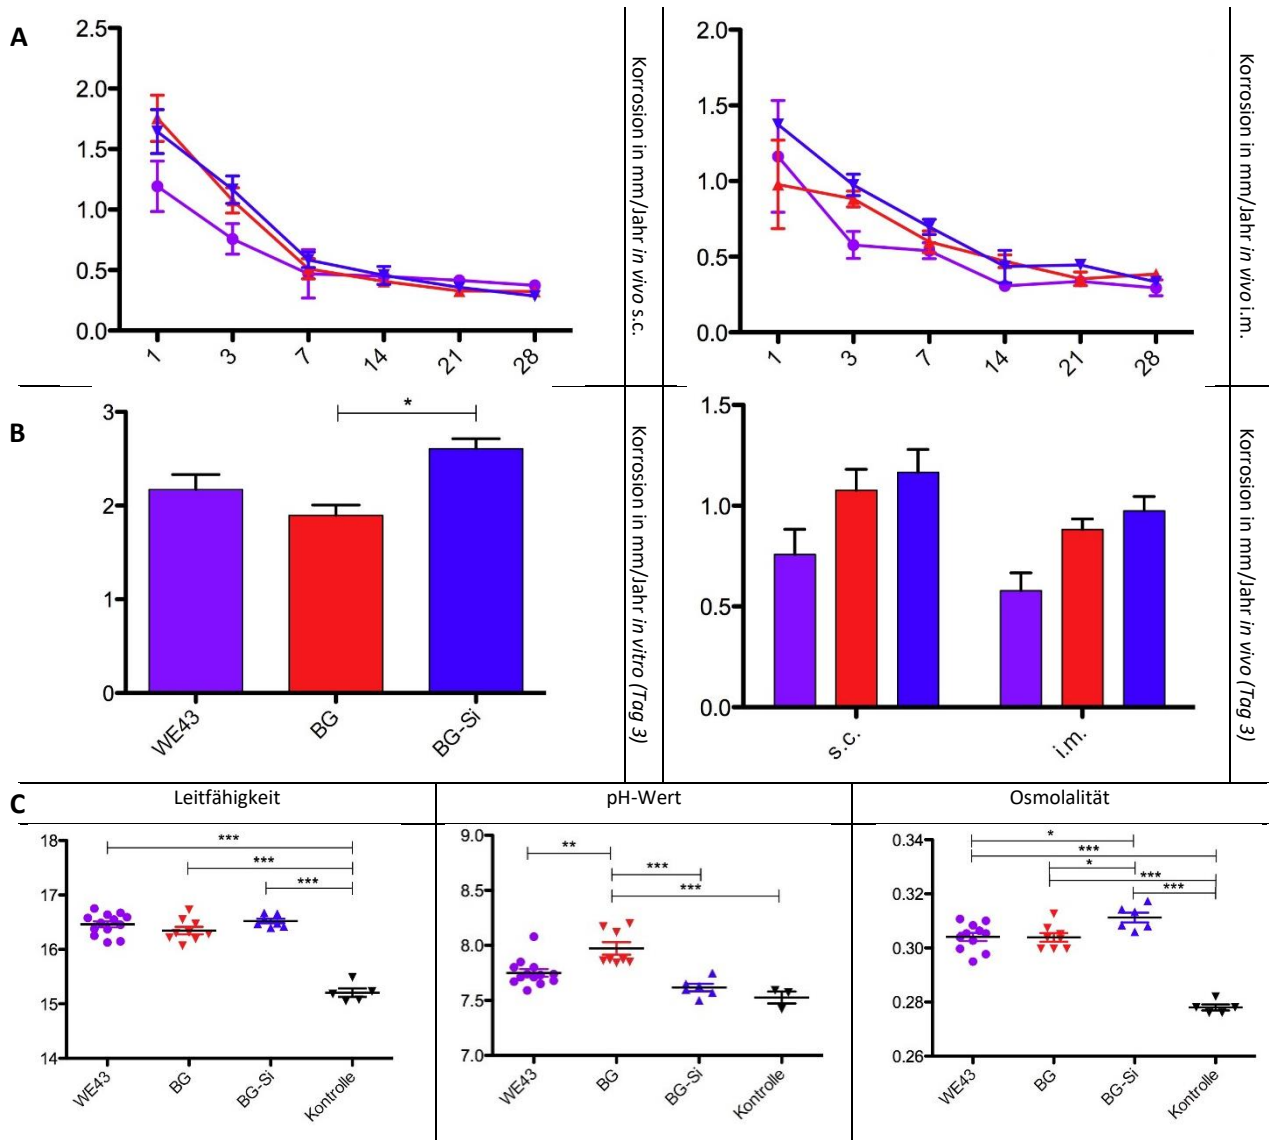 A
2.5
2.0
1.5
1.0
0.5
0.0
1 3 7 14 21 28
Korrosion in mm/Jahr in vivo s.c.
2.0
1.5
1.0
0.5
0.0
1 3 7 14 21 28
Korrosion in mm/Jahr in vivo i.m.
B
3
2
1
0
*
WE43 BG BG-Si
Korrosion in mm/Jahr in vitro (Tag 3)
1.5
1.0
0.5
0.0
s.c. i.m.
Korrosion in mm/Jahr in vivo (Tag 3)
C
Leitfähigkeit
18
17
16
15
14
***
***
***
WE43 BG BG-Si Kontrolle
pH-Wert
9.0
8.5
8.0
7.5
7.0
**
***
***
WE43 BG BG-Si Kontrolle
Osmolalität
0.34
0.32
0.30
0.28
0.26
*
***
*
***
***
WE43 BG BG-Si Kontrolle